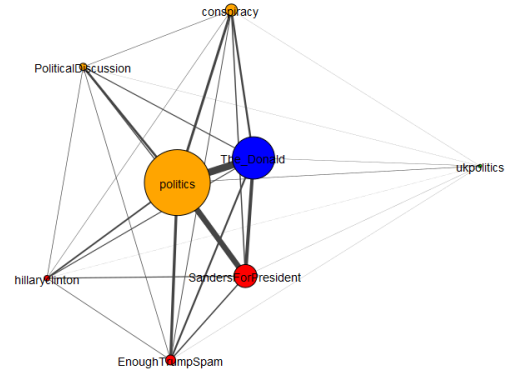 conspiracy
PoliticalDiscussion
The_Donald
ukpolitics
politics
hillaryclinton
SandersForPresident
EnoughTrumpSpam